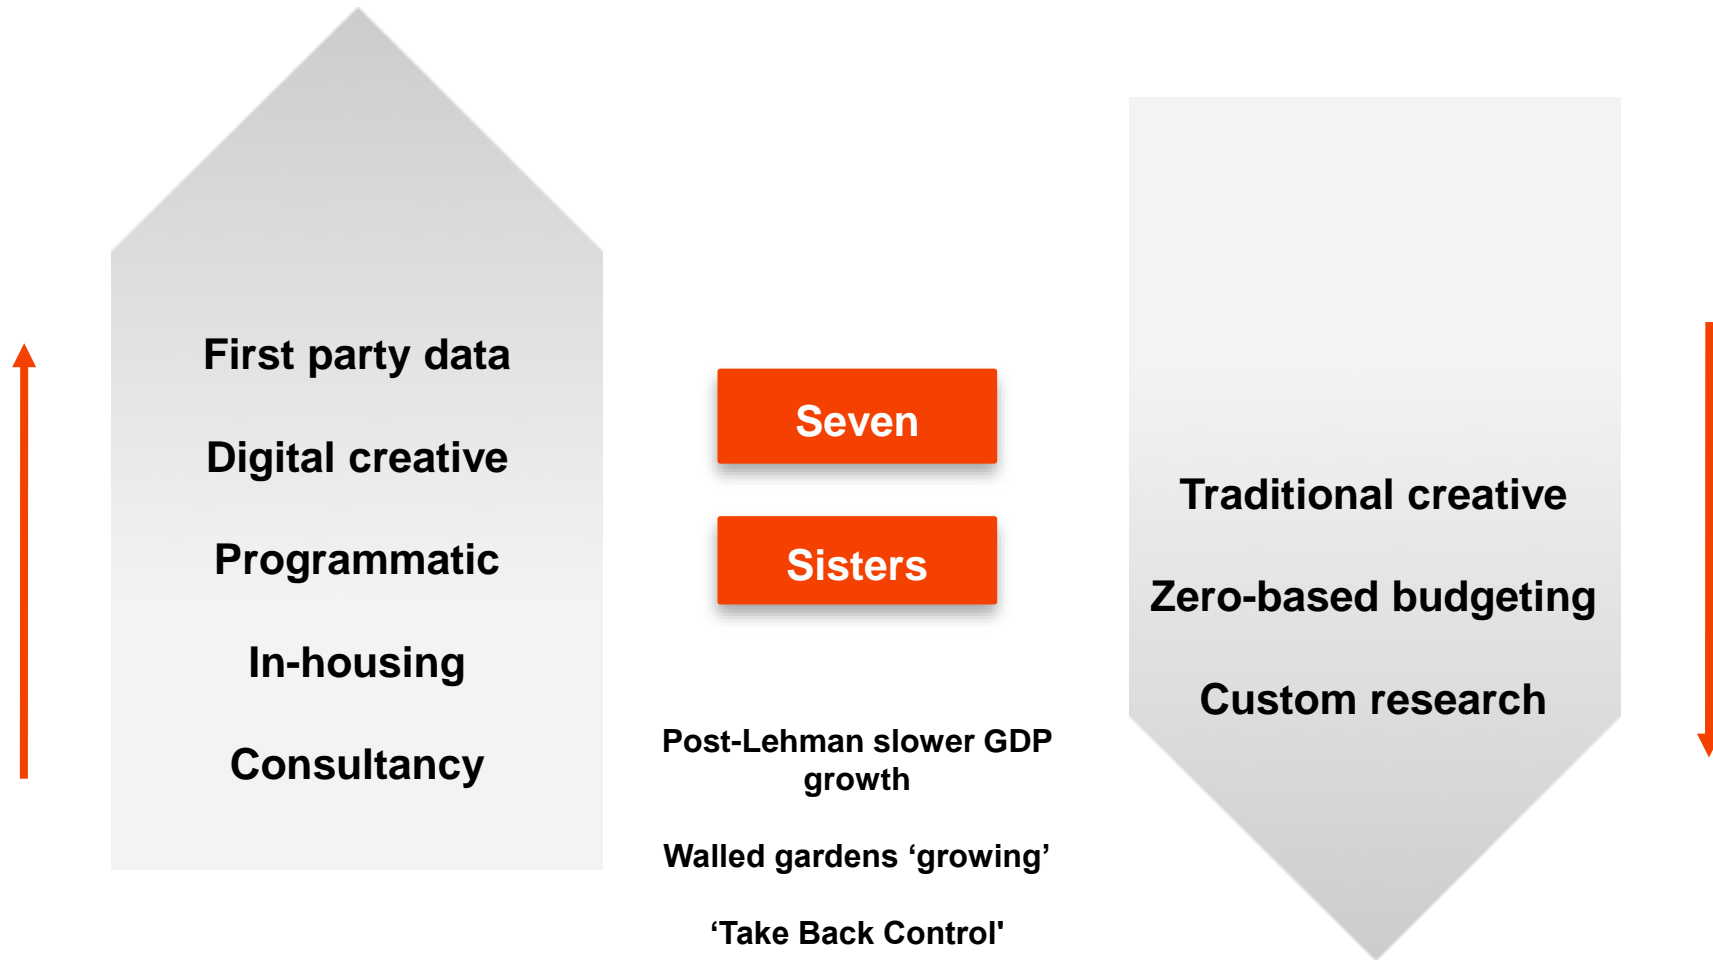 First party data
Digital creative
Programmatic
In-housing
Consultancy
Seven
Sisters
Post-Lehman slower GDP
growth
Walled gardens ‘growing’
‘Take Back Control'
Traditional creative
Zero-based budgeting
Custom research